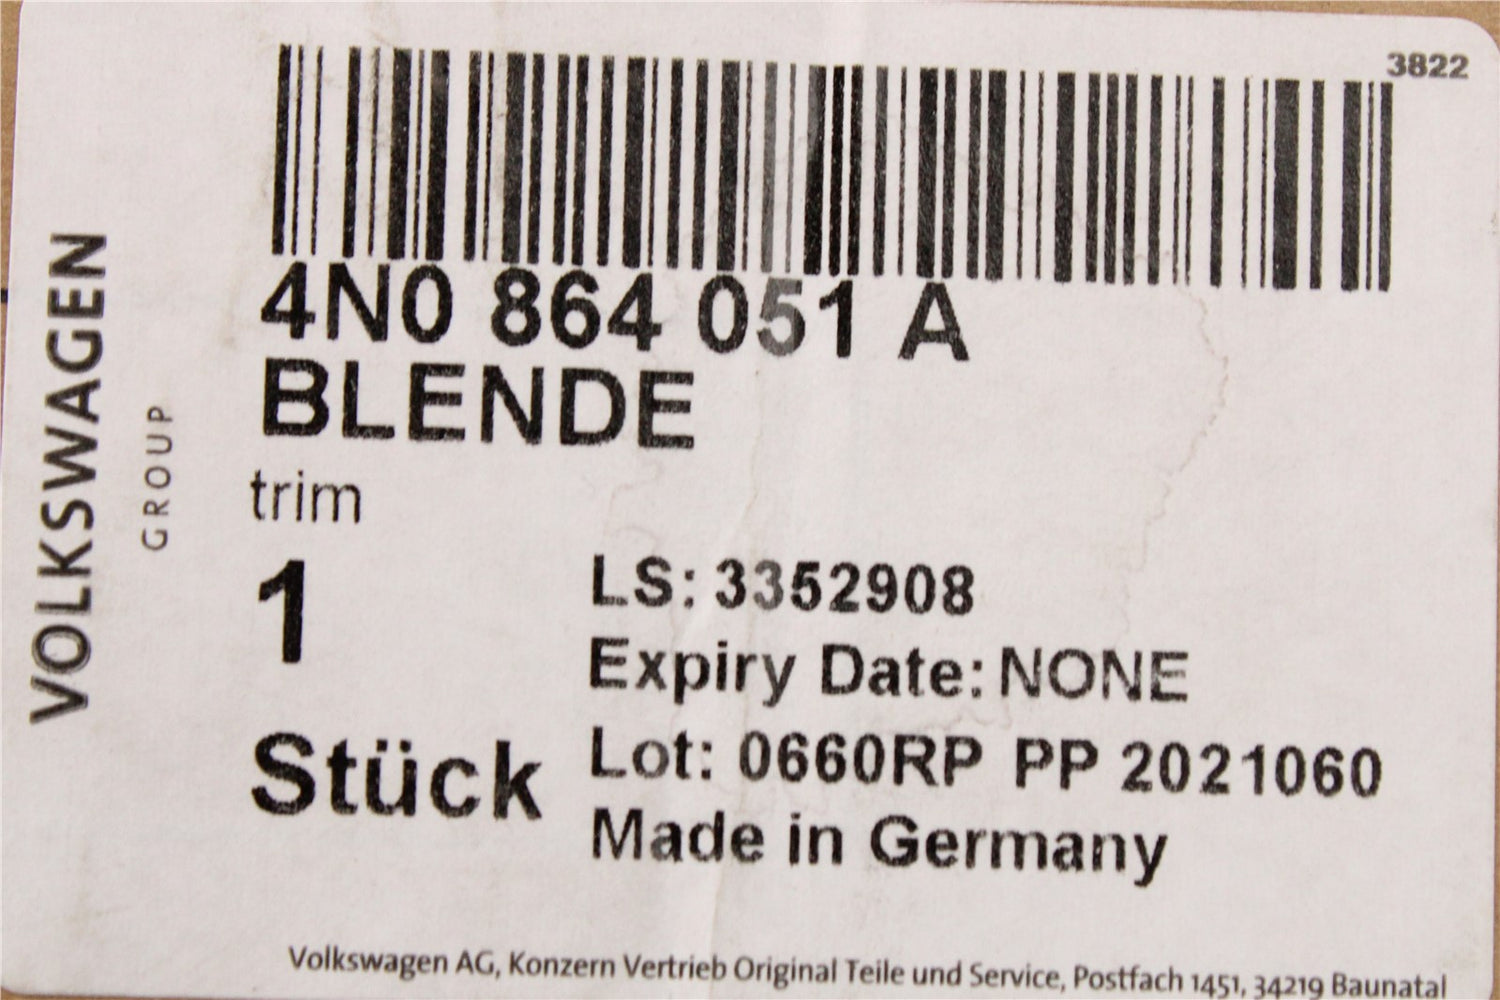 3822
4N0 864 051 A
BLENDE
trim
1
Stück
LS: 3352908
Expiry Date: NONE
Lot: 0660RP PP 2021060
Made in Germany
VOLKSWAGEN
GROUP
Volkswagen AG, Konzern Vertrieb Original Teile und Service, Postfach 1451, 34219 Baunatal